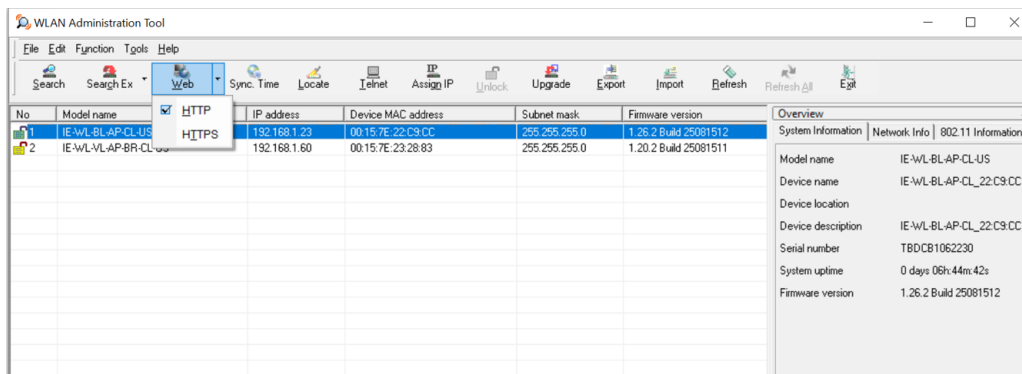 WLAN Administration Tool
File Edit Function Tools Help
Search Search Ex Web Sync. Time Locate Telnet Assign IP Unlock Upgrade Export Import Refresh Refresh All Exit
HTTP
HTTPS
No Model name IP address Device MAC address Subnet mask Firmware version
1 IE-WL-BL-AP-CL-US 192.168.1.23 00:15:7E:22:C9:CC 255.255.255.0 1.26.2 Build 25081512
2 IE-WL-VL-AP-BR-CL-US 192.168.1.60 00:15:7E:23:28:83 255.255.255.0 1.20.2 Build 25081511
Overview
System Information Network Info 802.11 Information
Model name IE-WL-BL-AP-CL-US
Device name IE-WL-BL-AP-CL_22:C9:CC
Device location
Device description IE-WL-BL-AP-CL_22:C9:CC
Serial number TBDCB1062230
System uptime 0 days 06h:44m:42s
Firmware version 1.26.2 Build 25081512